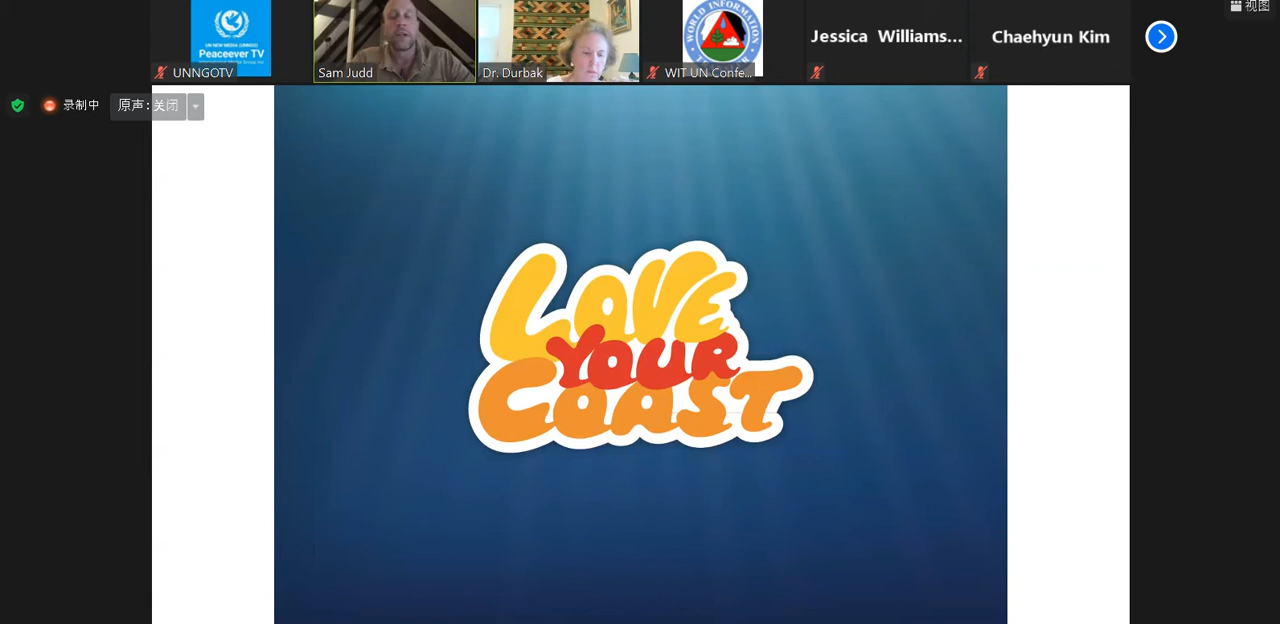 视图
UN NEW MEDIA (UNNGO)
Peaceever TV
UNNGOTV
Sam Judd
Dr. Durbak
WORLD INFORMATION
WIT UN Confe...
Jessica Williams...
Chaehyun Kim
录制中
原声: 关闭
LOVE
YOUR
COAST